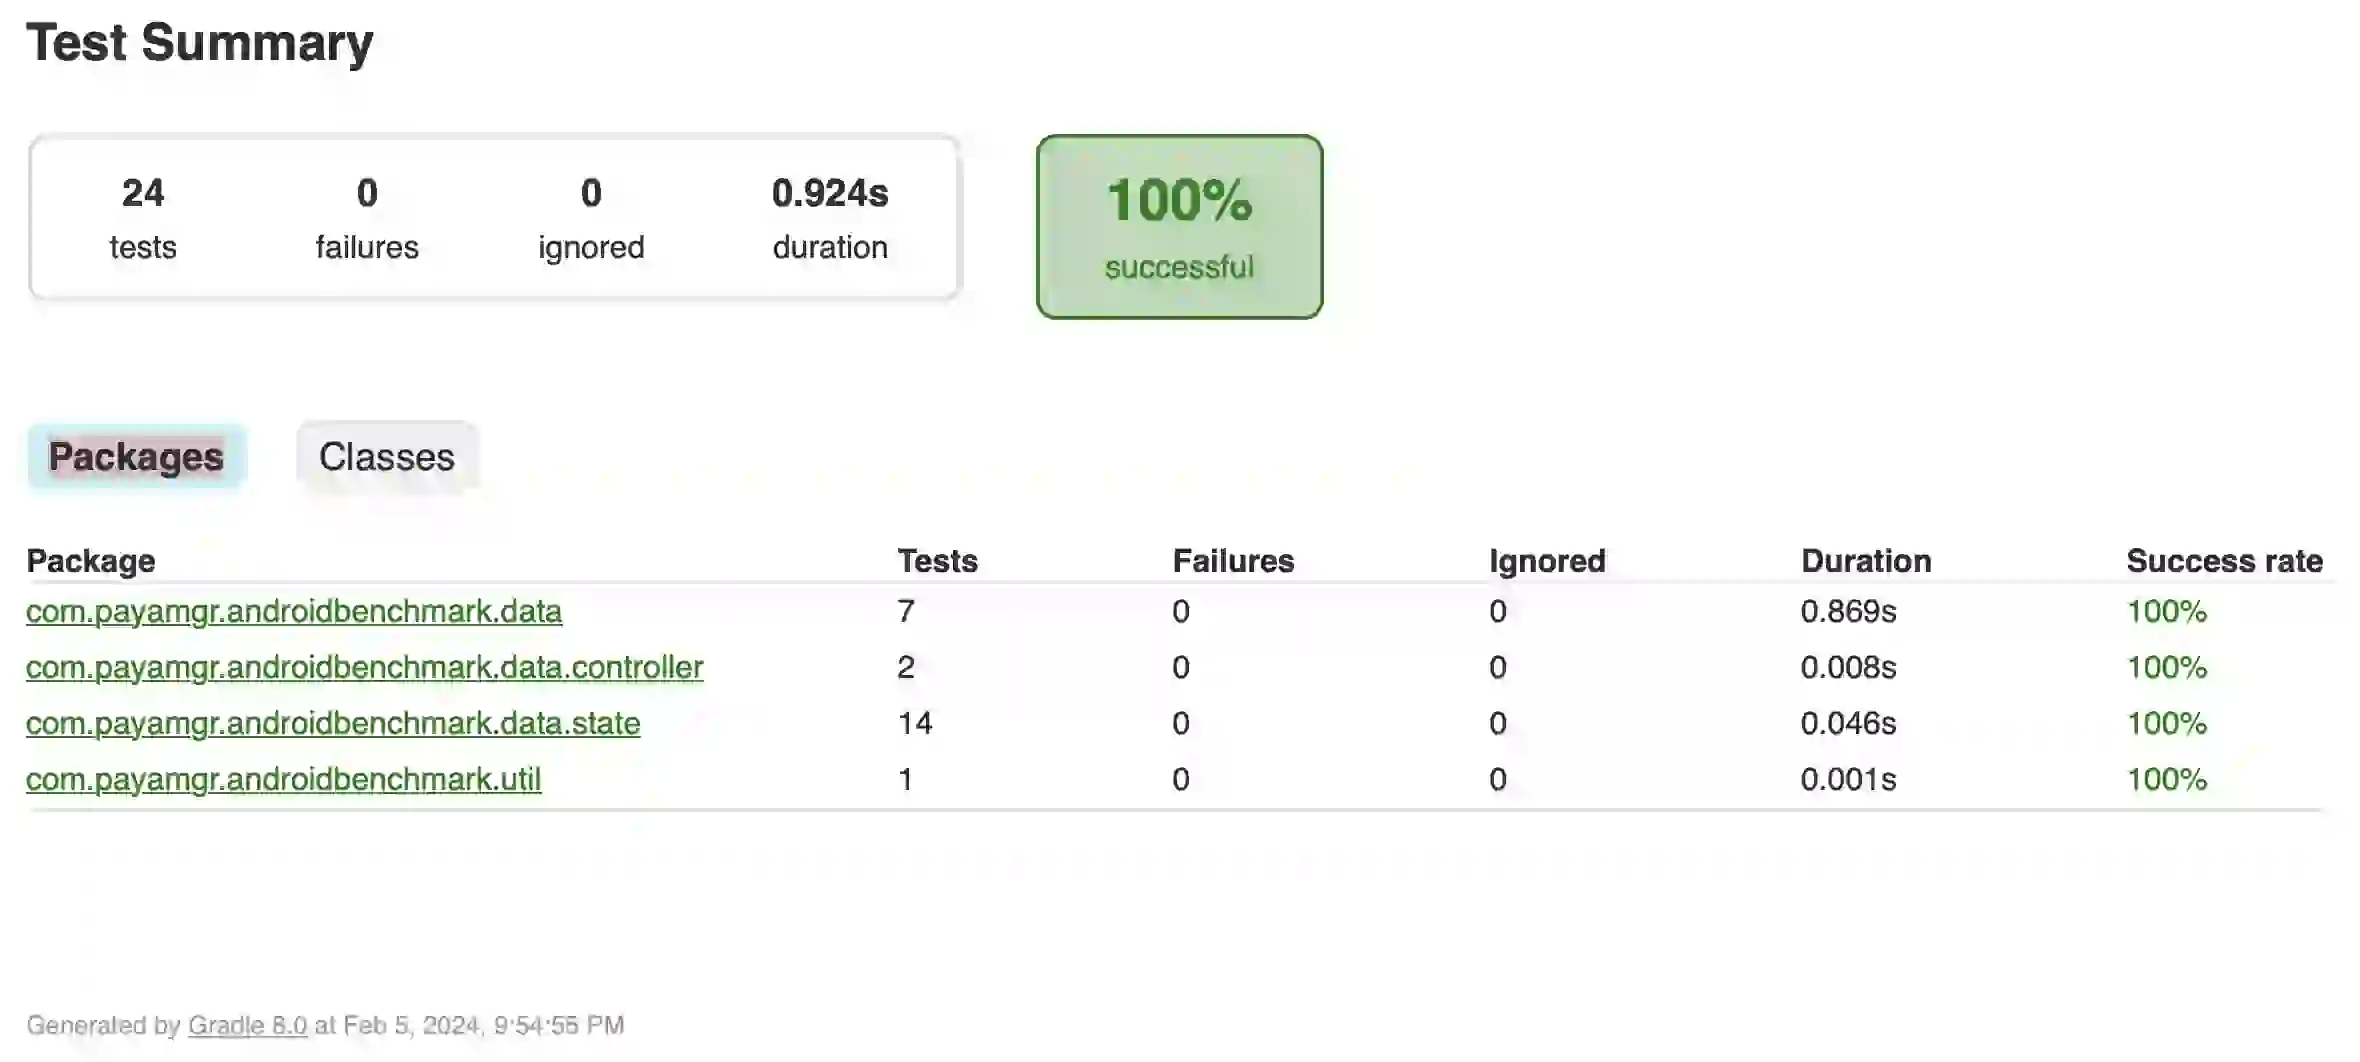 Test Summary
24 0 0 0.924s
tests failures ignored duration
100%
successful
Packages Classes
Package Tests Failures Ignored Duration Success rate
com.payamgr.androidbenchmark.data 7 0 0 0.869s 100%
com.payamgr.androidbenchmark.data.controller 2 0 0 0.008s 100%
com.payamgr.androidbenchmark.data.state 14 0 0 0.046s 100%
com.payamgr.androidbenchmark.util 1 0 0 0.001s 100%
Generated by Gradle 8.0 at Feb 5, 2024, 9:54:55 PM